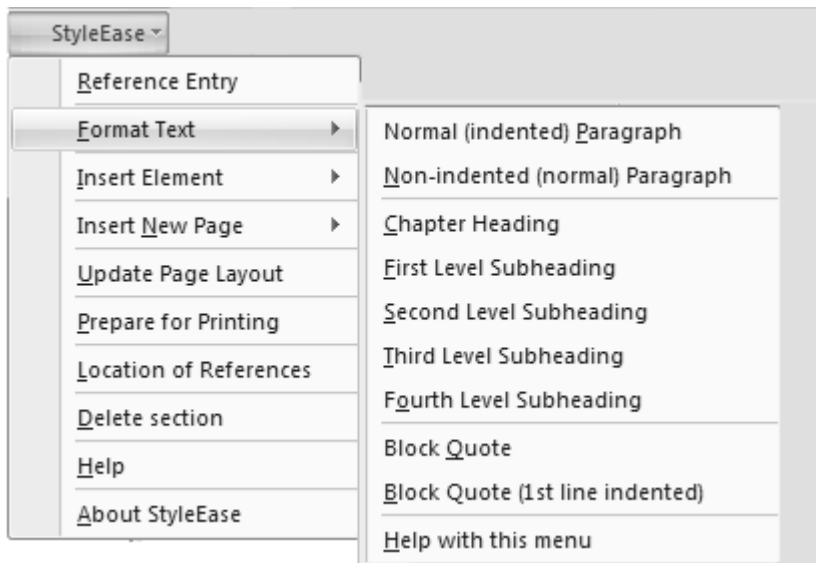 StyleEase
Reference Entry
Format Text
Insert Element
Insert New Page
Update Page Layout
Prepare for Printing
Location of References
Delete section
Help
About StyleEase
Normal (indented) Paragraph
Non-indented (normal) Paragraph
Chapter Heading
First Level Subheading
Second Level Subheading
Third Level Subheading
Fourth Level Subheading
Block Quote
Block Quote (1st line indented)
Help with this menu